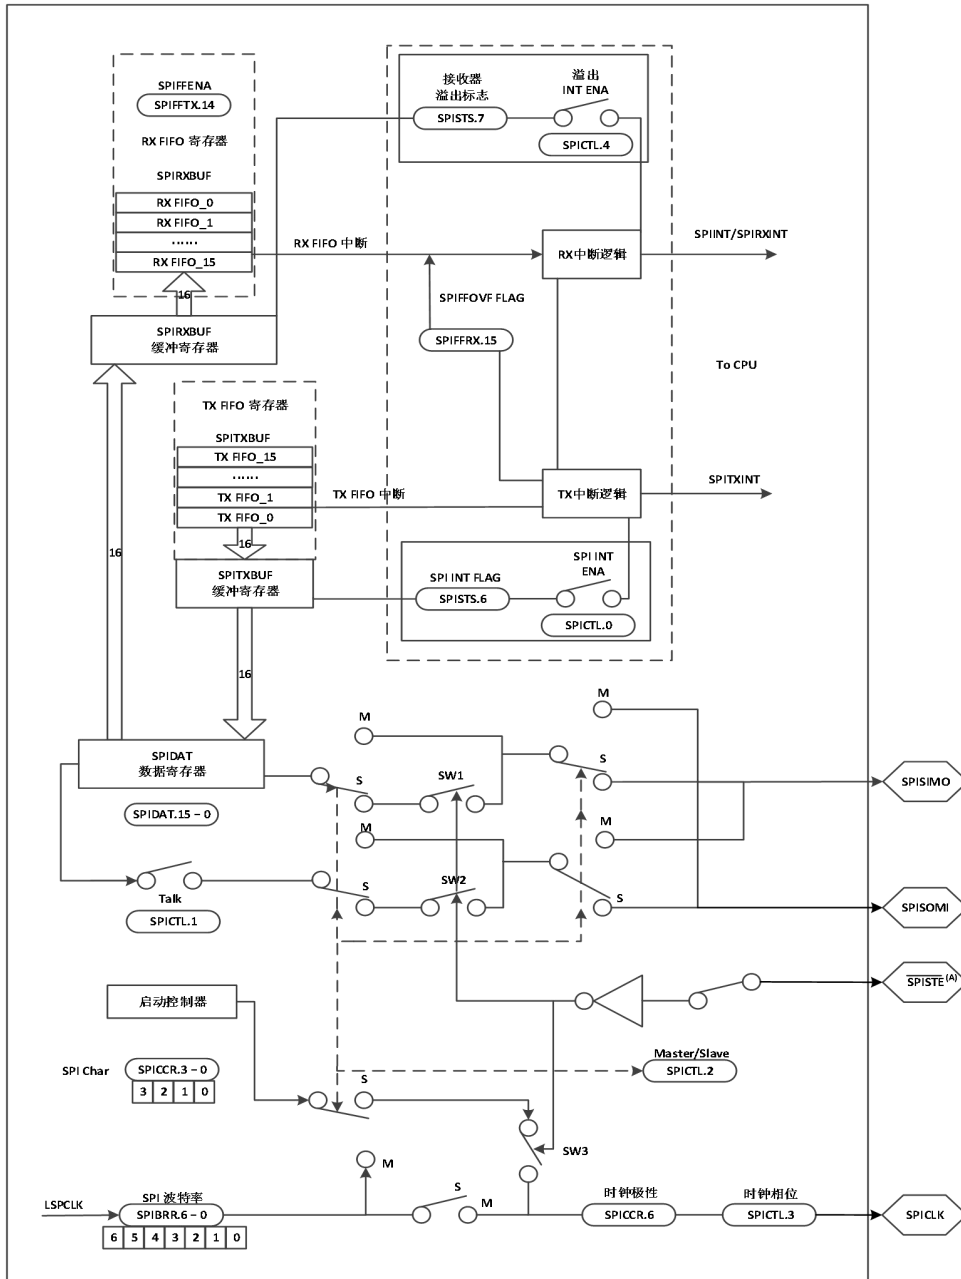 SPIFFENA
SPIFFTX.14
RX FIFO 寄存器
SPIRXBUF
RX FIFO_0
RX FIFO_1
······
RX FIFO_15
16
SPIRXBUF
缓冲寄存器
接收器
溢出标志
SPISTS.7
溢出
INT ENA
SPICTL.4
RX FIFO 中断
RX中断逻辑
SPIINT/SPIRXINT
SPIFFOVF FLAG
SPIFFRX.15
To CPU
TX FIFO 寄存器
SPITXBUF
TX FIFO_15
······
TX FIFO_1
TX FIFO_0
16
SPITXBUF
缓冲寄存器
TX FIFO 中断
TX中断逻辑
SPITXINT
SPI INT FLAG
SPISTS.6
SPI INT
ENA
SPICTL.0
16
16
SPIDAT
数据寄存器
SPIDAT.15 – 0
M
S
SW1
M
S
SPISIMO
M
S
SW2
M
S
SPISOMI
Talk
SPICTL.1
SPISTE (A)
启动控制器
Master/Slave
SPICTL.2
SPI Char
SPICCR.3 – 0
3 2 1 0
S
M
SW3
LSPCLK
SPI 波特率
SPIBRR.6 – 0
6 5 4 3 2 1 0
S
M
时钟极性
SPICCR.6
时钟相位
SPICTL.3
SPICLK